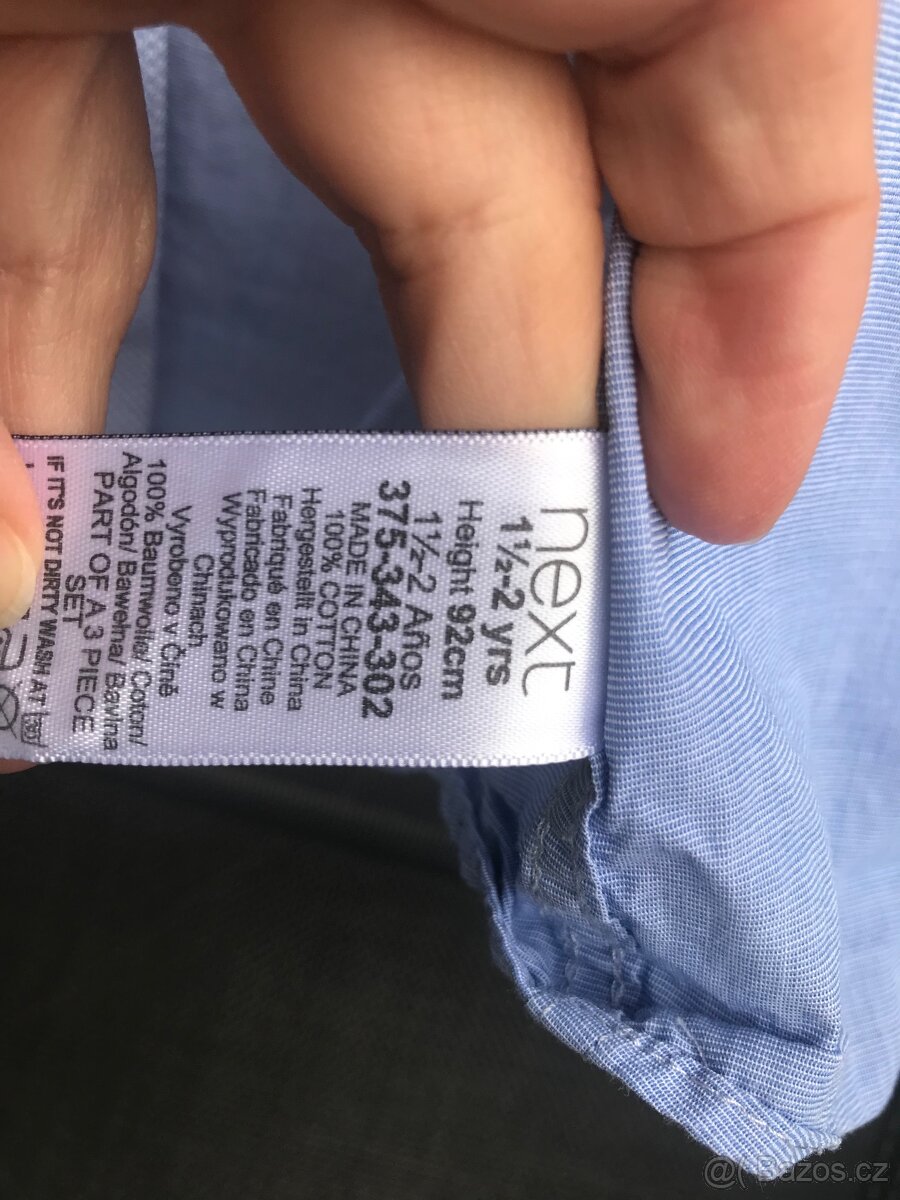 next
1½-2 yrs
Height 92cm
1½-2 Años
375-343-302
MADE IN CHINA
100% COTTON
Hergestellt in China
Fabriqué en Chine
Fabricado en China
Wyprodukowano w
Chinach
Vyrobeno v Číně
100% Baumwolle/ Coton/
Algodón/ Bawełna/ Bavlna
PART OF A 3 PIECE
SET
IF IT'S NOT DIRTY WASH AT 30°
Bazos.cz